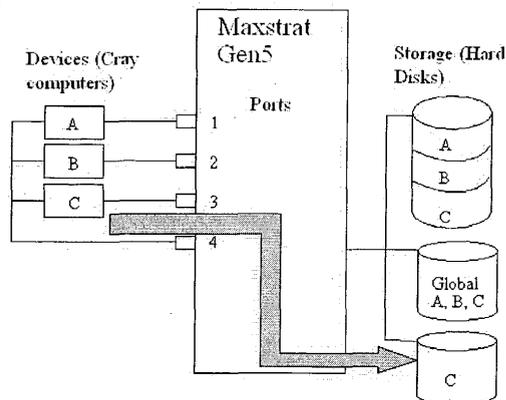 Maxstrat
Gen5
Devices (Cray
computers)
Storage (Hard
Disks)
Ports
A
1
B
2
C
3
4
A
B
C
Global
A, B, C
C